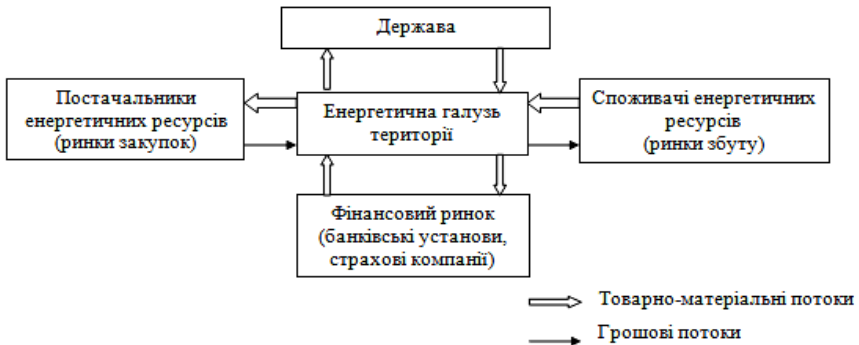 Держава
Постачальники
енергетичних ресурсів
(ринки закупок)
Енергетична галузь
території
Споживачі енергетичних
ресурсів
(ринки збуту)
Фінансовий ринок
(банківські установи,
страхові компанії)
Товарно-матеріальні потоки
Грошові потоки